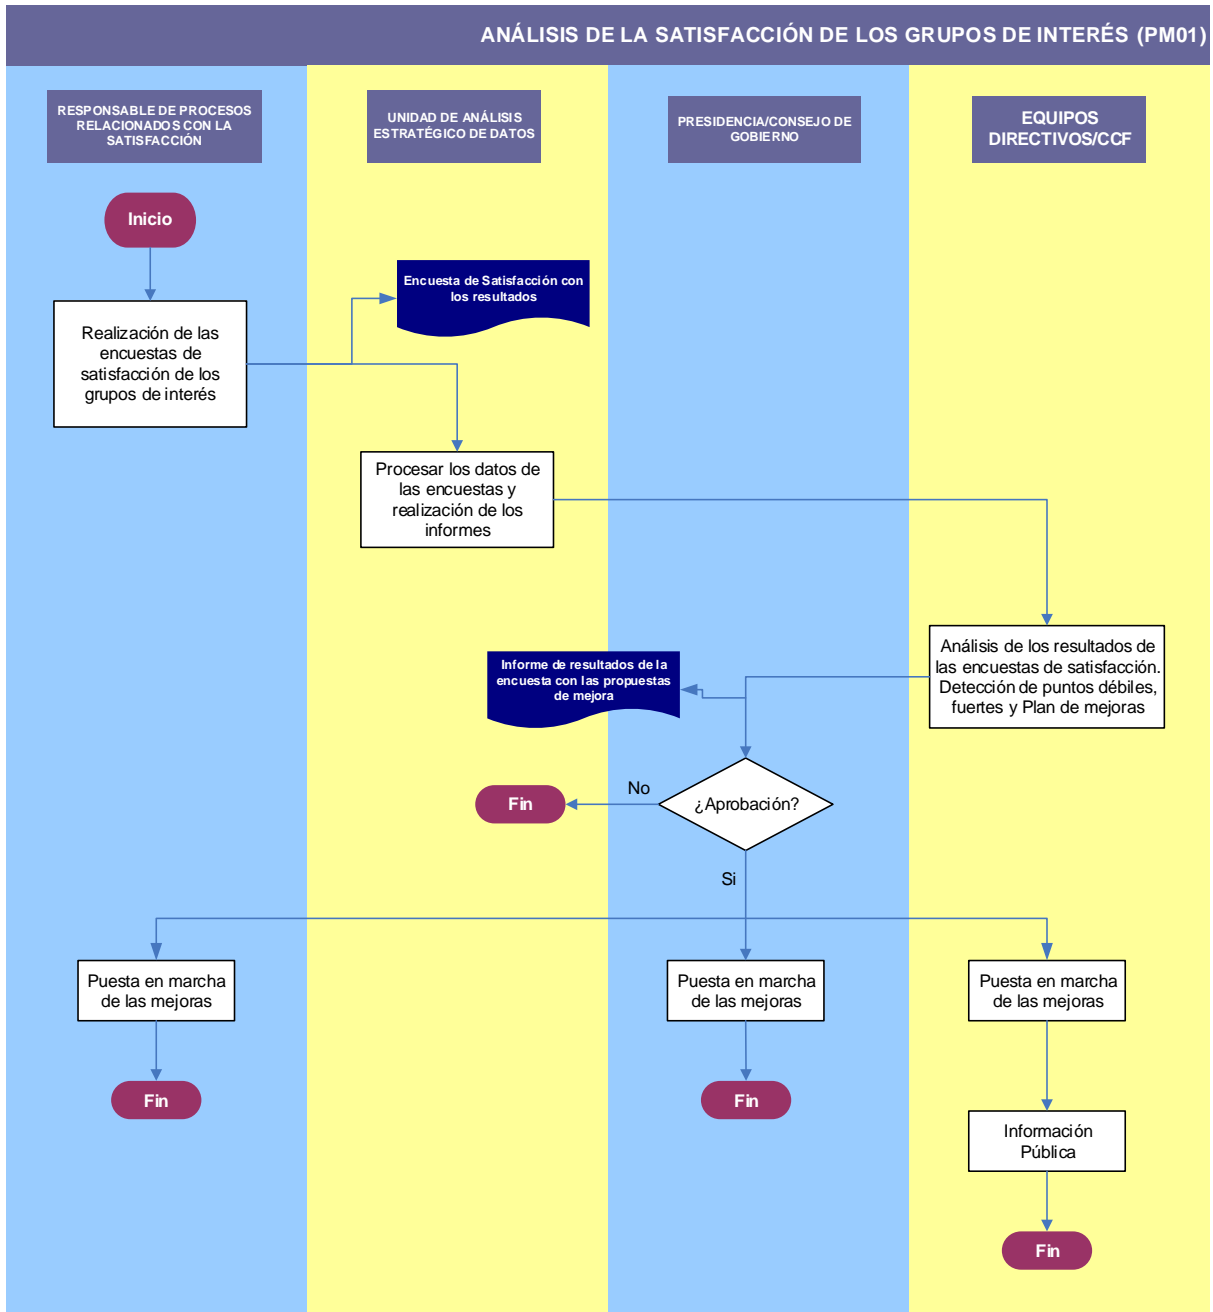 ANÁLISIS DE LA SATISFACCIÓN DE LOS GRUPOS DE INTERÉS (PM01)
RESPONSABLE DE PROCESOS
RELACIONADOS CON LA
SATISFACCIÓN
UNIDAD DE ANÁLISIS
ESTRATÉGICO DE DATOS
PRESIDENCIA/CONSEJO DE
GOBIERNO
EQUIPOS
DIRECTIVOS/CCF
Inicio
Encuesta de Satisfacción con
los resultados
Realización de las
encuestas de
satisfacción de los
grupos de interés
Procesar los datos de
las encuestas y
realización de los
informes
Análisis de los resultados de
las encuestas de satisfacción.
Detección de puntos débiles,
fuertes y Plan de mejoras
Informe de resultados de la
encuesta con las propuestas
de mejora
¿Aprobación?
No
Fin
Si
Puesta en marcha
de las mejoras
Puesta en marcha
de las mejoras
Puesta en marcha
de las mejoras
Fin
Fin
Información
Pública
Fin